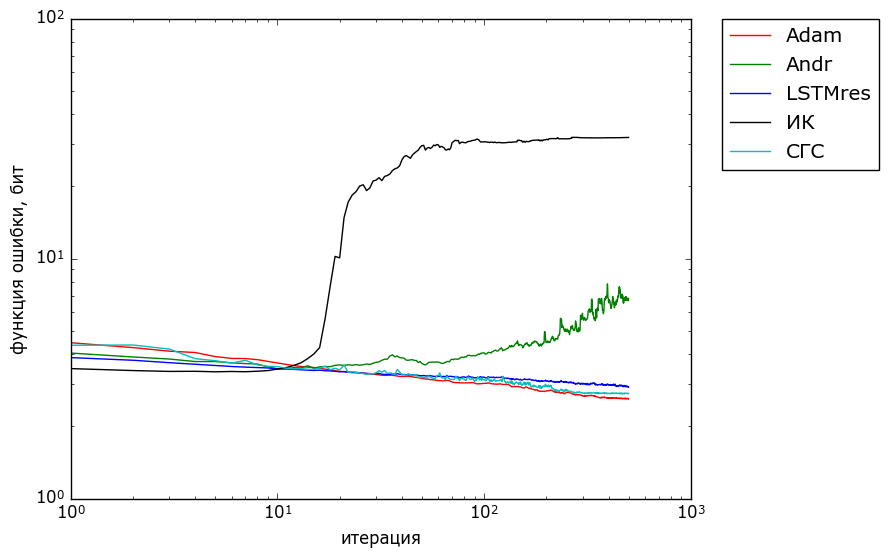 10²
10¹
10⁰
функция ошибки, бит
10⁰
10¹
10²
10³
итерация
Adam
Andr
LSTMres
ИК
СГС